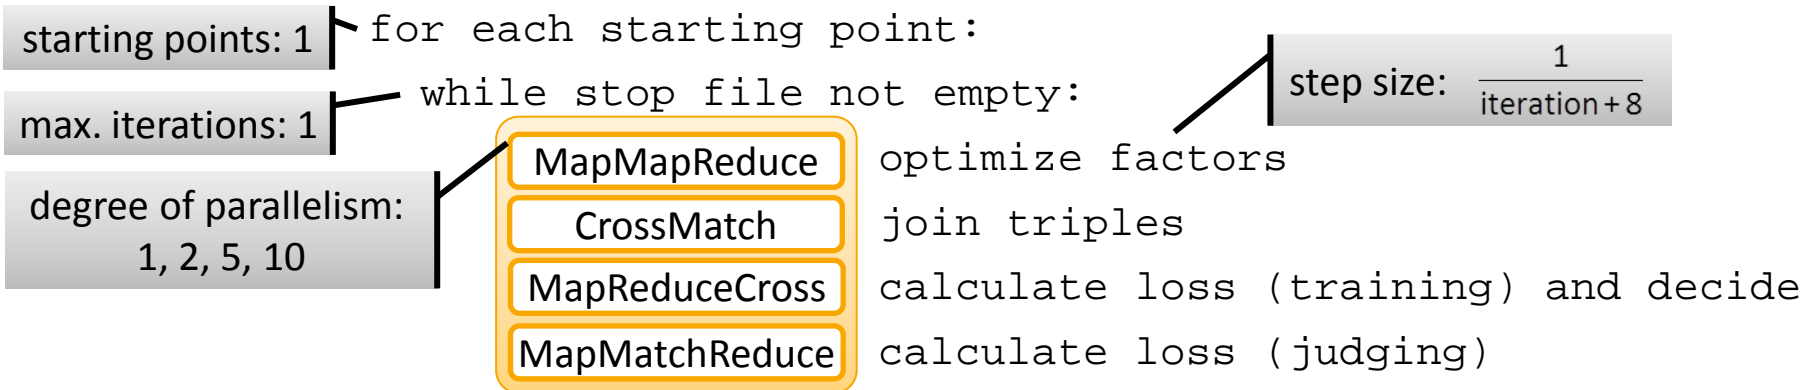 starting points: 1
for each starting point:
max. iterations: 1
while stop file not empty:
step size: 1/(iteration + 8)
degree of parallelism:
1, 2, 5, 10
MapMapReduce optimize factors
CrossMatch join triples
MapReduceCross calculate loss (training) and decide
MapMatchReduce calculate loss (judging)